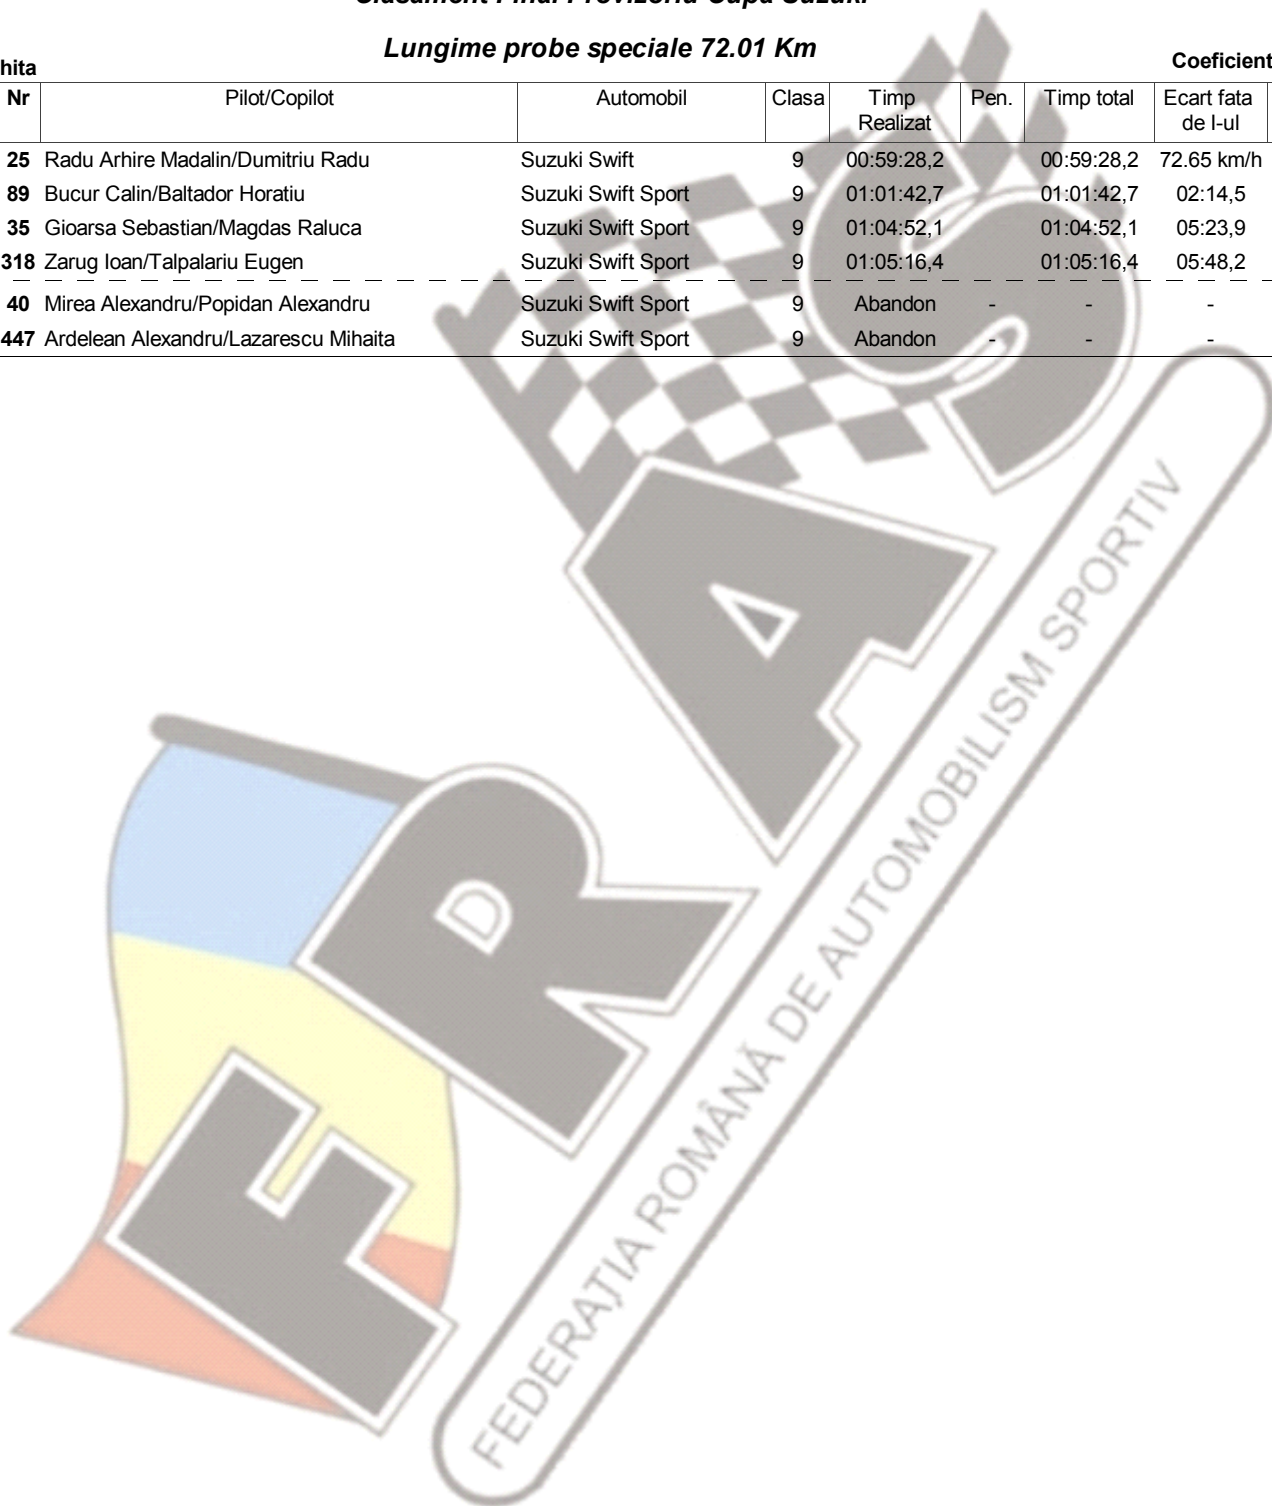 Clasament Final Provizoriu Cupa Suzuki
Lungime probe speciale 72.01 Km
hita Coeficient
Nr Pilot/Copilot Automobil Clasa Timp Realizat Pen. Timp total Ecart fata de l-ul
25 Radu Arhire Madalin/Dumitriu Radu Suzuki Swift 9 00:59:28,2 00:59:28,2 72.65 km/h
89 Bucur Calin/Baltador Horatiu Suzuki Swift Sport 9 01:01:42,7 01:01:42,7 02:14,5
35 Gioarsa Sebastian/Magdas Raluca Suzuki Swift Sport 9 01:04:52,1 01:04:52,1 05:23,9
318 Zarug Ioan/Talpalariu Eugen Suzuki Swift Sport 9 01:05:16,4 01:05:16,4 05:48,2
40 Mirea Alexandru/Popidan Alexandru Suzuki Swift Sport 9 Abandon - - -
447 Ardelean Alexandru/Lazarescu Mihaita Suzuki Swift Sport 9 Abandon - - -
FRAS
FEDERAȚIA ROMÂNĂ DE AUTOMOBILISM SPORTIV